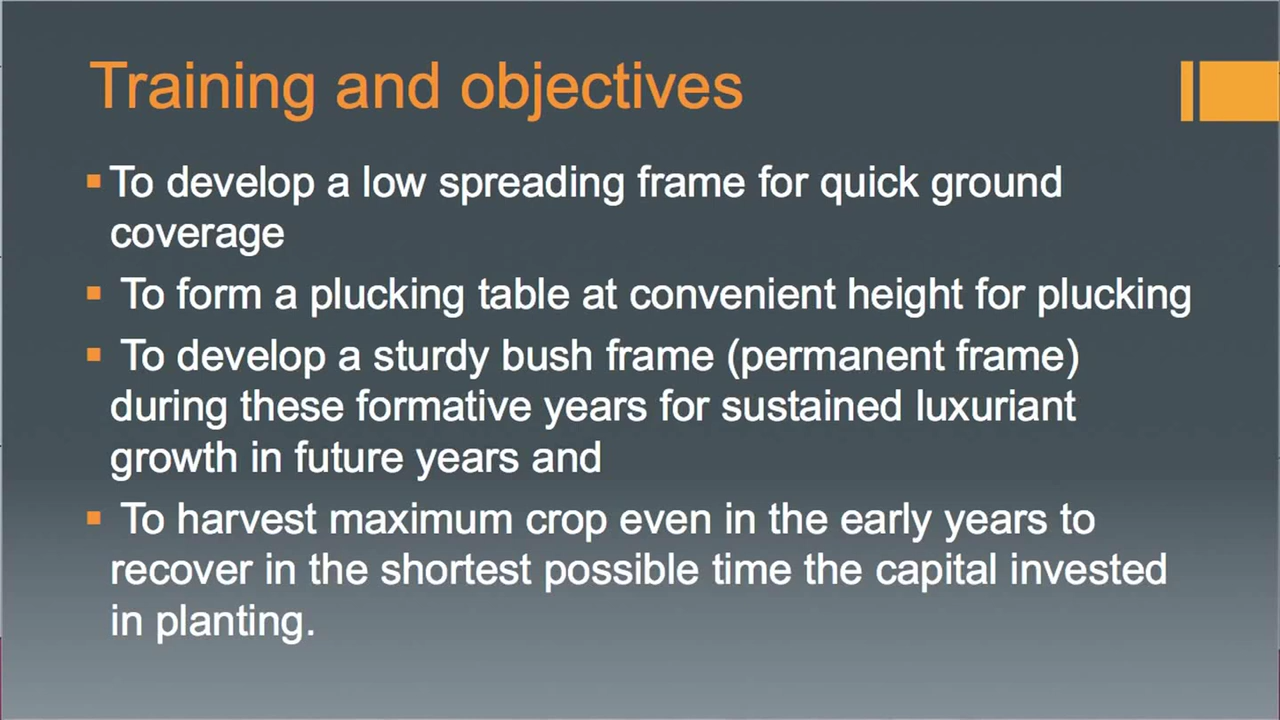 Training and objectives
▪To develop a low spreading frame for quick ground
coverage
▪ To form a plucking table at convenient height for plucking
▪ To develop a sturdy bush frame (permanent frame)
during these formative years for sustained luxuriant
growth in future years and
▪ To harvest maximum crop even in the early years to
recover in the shortest possible time the capital invested
in planting.